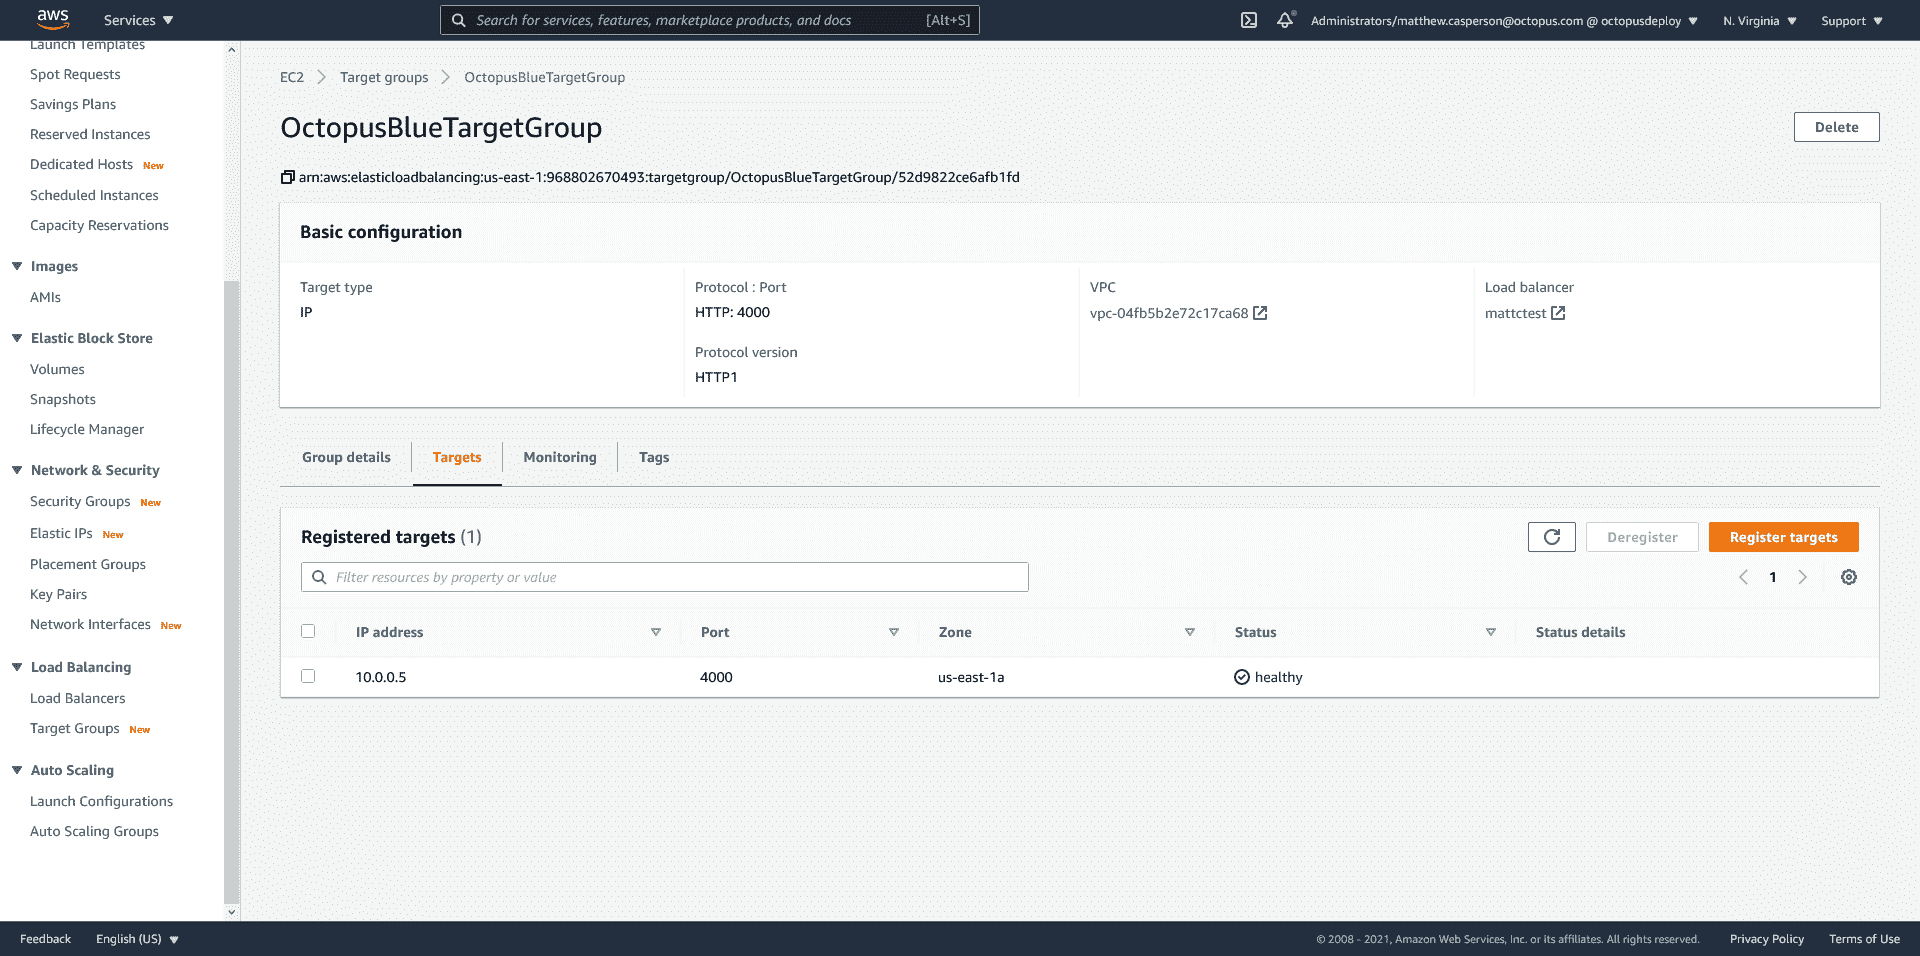 aws
Services
Search for services, features, marketplace products, and docs [Alt+S]
Administrators/matthew.casperson@octopus.com @ octopusdeploy
N. Virginia
Support
Launch Templates
Spot Requests
Savings Plans
Reserved Instances
Dedicated Hosts New
Scheduled Instances
Capacity Reservations
Images
AMIs
Elastic Block Store
Volumes
Snapshots
Lifecycle Manager
Network & Security
Security Groups New
Elastic IPs New
Placement Groups
Key Pairs
Network Interfaces New
Load Balancing
Load Balancers
Target Groups New
Auto Scaling
Launch Configurations
Auto Scaling Groups
EC2 > Target groups > OctopusBlueTargetGroup
OctopusBlueTargetGroup
Delete
arn:aws:elasticloadbalancing:us-east-1:968802670493:targetgroup/OctopusBlueTargetGroup/52d9822ce6afb1fd
Basic configuration
Target type
IP
Protocol : Port
HTTP: 4000
Protocol version
HTTP1
VPC
vpc-04fb5b2e72c17ca68
Load balancer
mattctest
Group details
Targets
Monitoring
Tags
Registered targets (1)
Deregister
Register targets
Filter resources by property or value
1
IP address Port Zone Status Status details
10.0.0.5 4000 us-east-1a healthy
Feedback
English (US)
© 2008 - 2021, Amazon Web Services, Inc. or its affiliates. All rights reserved.
Privacy Policy
Terms of Use